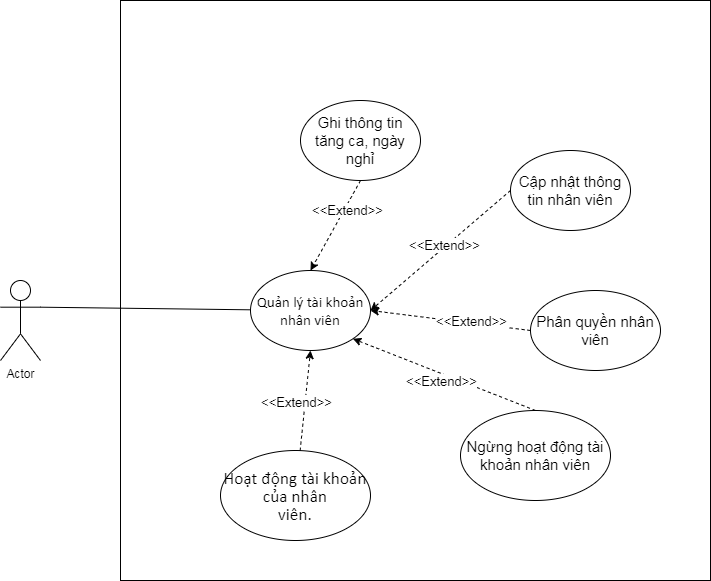 Ghi thông tin
tăng ca, ngày
nghỉ
Cập nhật thông
tin nhân viên
<<Extend>>
<<Extend>>
Quản lý tài khoản
nhân viên
<<Extend>>
Phân quyền nhân
viên
Actor
<<Extend>>
<<Extend>>
Ngừng hoạt động tài
khoản nhân viên
Hoạt động tài khoản
của nhân
viên.